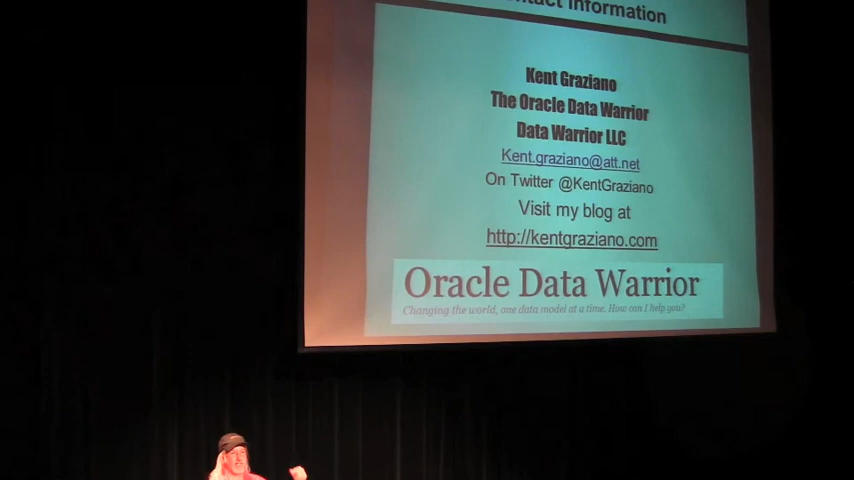 Information
Kent Graziano
The Oracle Data Warrior
Data Warrior LLC
Kent.graziano@att.net
On Twitter @KentGraziano
Visit my blog at
http://kentgraziano.com
Oracle Data Warrior
Changing the world, one data model at a time. How can I help you?